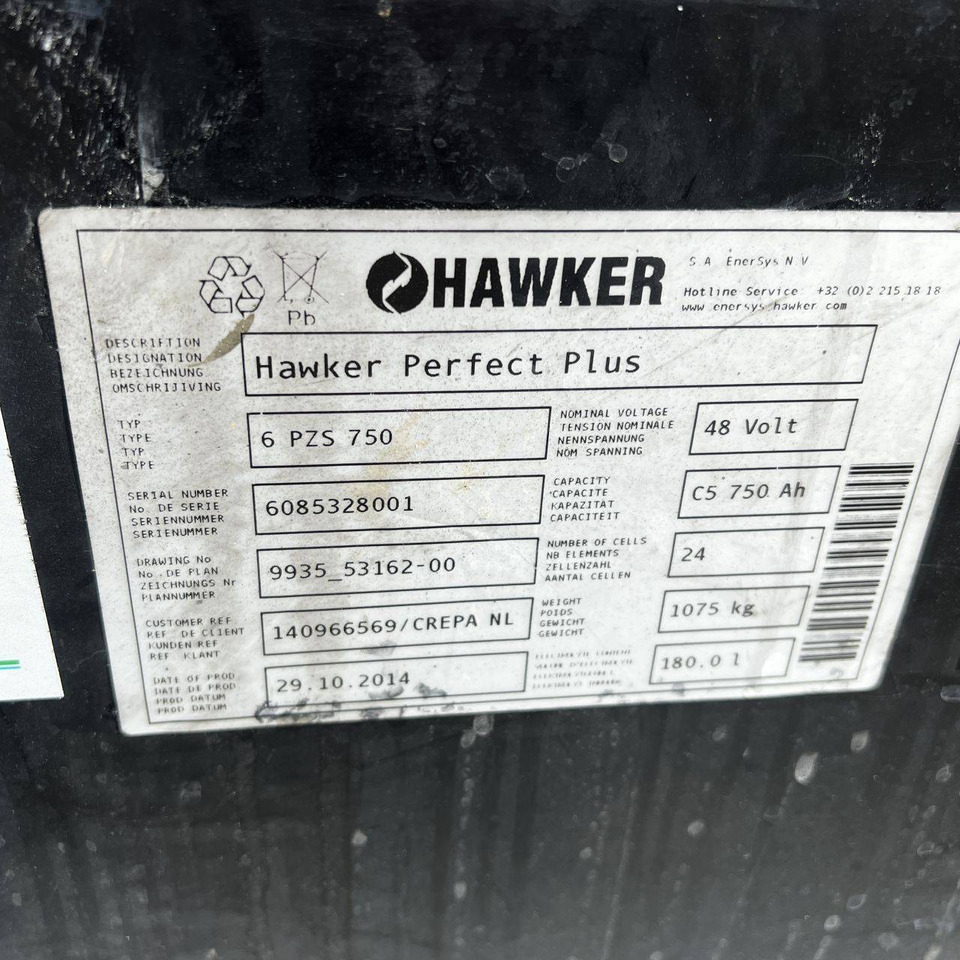 HAWKER
S.A. EnerSys N.V.
Hotline Service +32 (0)2 215.18.18
www.enersys-hawker.com
Pb
DESCRIPTION
DESIGNATION
BEZEICHNUNG
OMSCHRIJIVING
Hawker Perfect Plus
TYP
TYPE
TYP
TYPE
6 PZS 750
NOMINAL VOLTAGE
TENSION NOMINALE
NENNSPANNUNG
NOM SPANNING
48 Volt
SERIAL NUMBER
No DE SERIE
SERIENNUMMER
SERIENUMMER
6085328001
CAPACITY
CAPACITE
KAPAZITAT
CAPACITEIT
C5 750 Ah
DRAWING No
No. DE PLAN
ZEICHNUNGS Nr
PLANNUMMER
9935_53162-00
NUMBER OF CELLS
NB ELEMENTS
ZELLENZAHL
AANTAL CELLEN
24
CUSTOMER REF
REF. DE CLIENT
KUNDEN REF
REF. KLANT
140966569/CREPA NL
WEIGHT
POIDS
GEWICHT
GEWICHT
1075 kg
DATE OF PROD
DATE DE PROD
PROD DATUM
PROD DATUM
29.10.2014
180.0 l